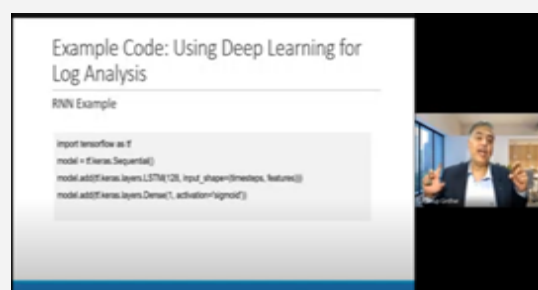 Example Code: Using Deep Learning for
Log Analysis
RNN Example
import tensorflow as tf
model = tf.keras.Sequential()
model.add(tf.keras.layers.LSTM(128, input_shape=(timesteps, features)))
model.add(tf.keras.layers.Dense(1, activation='sigmoid'))